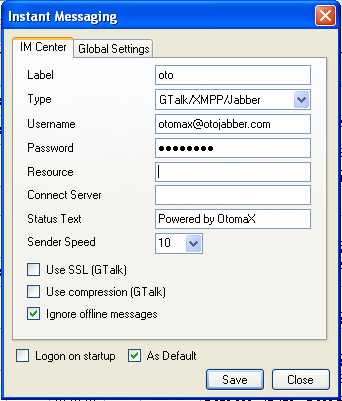 Instant Messaging
IM Center Global Settings
Label oto
Type GTalk/XMPP/Jabber
Username otomax@otojabber.com
Password ●●●●●●●●
Resource
Connect Server
Status Text Powered by OtomaX
Sender Speed 10
Use SSL (GTalk)
Use compression (GTalk)
Ignore offline messages
Logon on startup As Default
Save Close